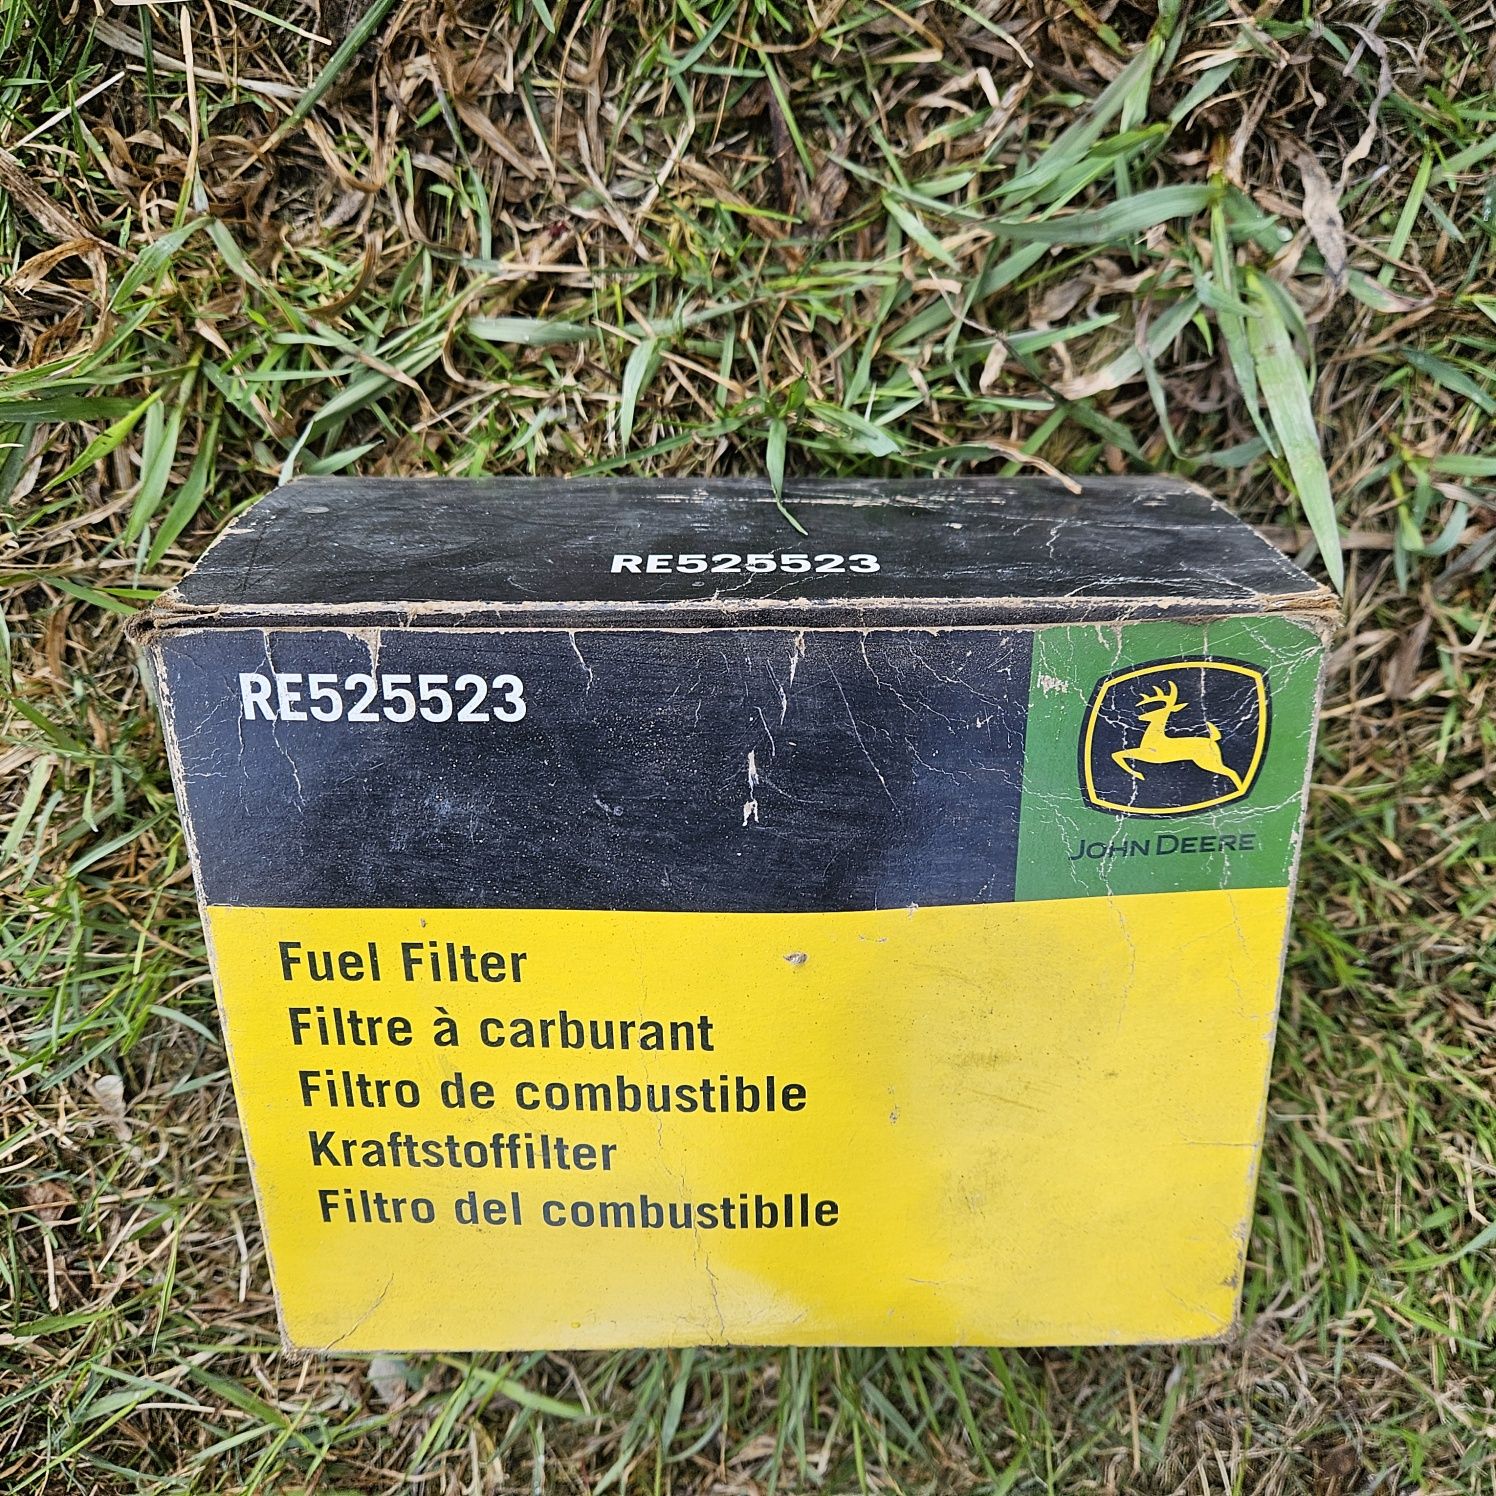 RE525523
RE525523
JOHN DEERE
Fuel Filter
Filtre à carburant
Filtro de combustible
Kraftstoffilter
Filtro del combustiblle